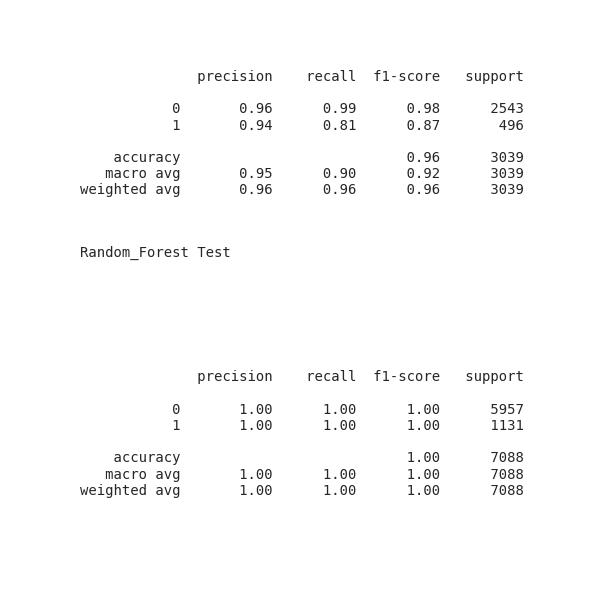 precision recall f1-score support
0 0.96 0.99 0.98 2543
1 0.94 0.81 0.87 496
accuracy 0.96 3039
macro avg 0.95 0.90 0.92 3039
weighted avg 0.96 0.96 0.96 3039
Random_Forest Test
precision recall f1-score support
0 1.00 1.00 1.00 5957
1 1.00 1.00 1.00 1131
accuracy 1.00 7088
macro avg 1.00 1.00 1.00 7088
weighted avg 1.00 1.00 1.00 7088